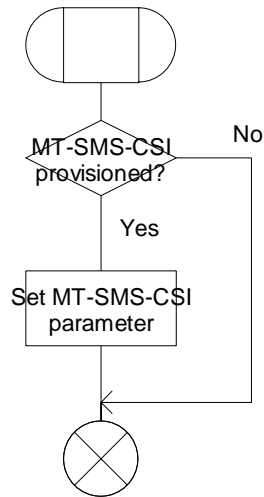 MT-SMS-CSI
provisioned?
No
Yes
Set MT-SMS-CSI
parameter